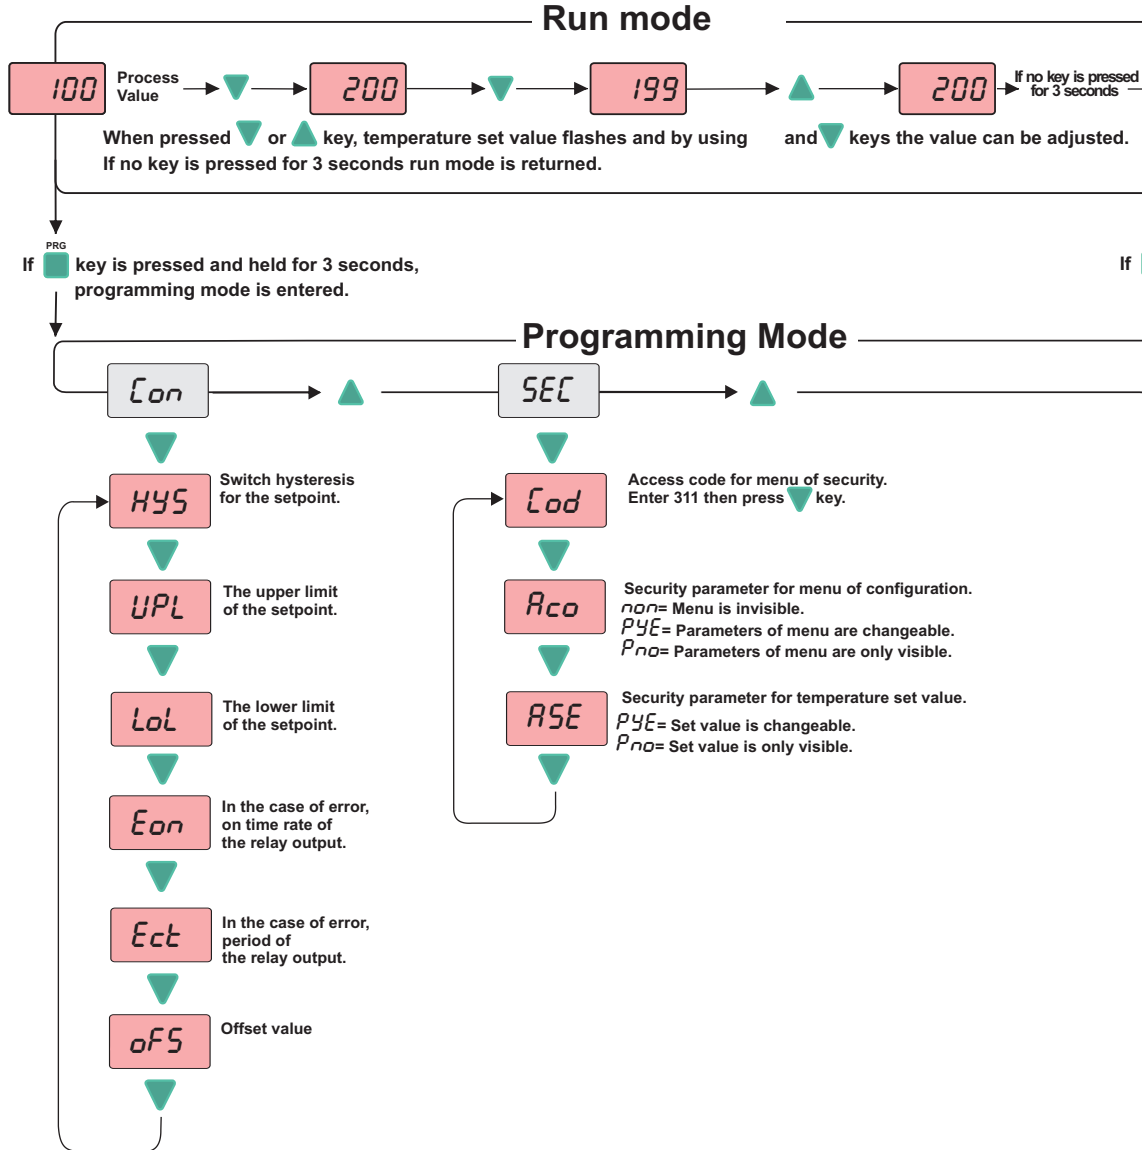 Run mode
100 Process Value 200 199 200 If no key is pressed for 3 seconds
When pressed or key, temperature set value flashes and by using and keys the value can be adjusted.
If no key is pressed for 3 seconds run mode is returned.
PRG
If key is pressed and held for 3 seconds,
programming mode is entered.
If
Programming Mode
Con
SEC
HYS
Switch hysteresis
for the setpoint.
UPL
The upper limit
of the setpoint.
LoL
The lower limit
of the setpoint.
Eon
In the case of error,
on time rate of
the relay output.
Ect
In the case of error,
period of
the relay output.
oFS
Offset value
Cod
Access code for menu of security.
Enter 311 then press key.
Aco
Security parameter for menu of configuration.
non= Menu is invisible.
PYE= Parameters of menu are changeable.
Pno= Parameters of menu are only visible.
ASE
Security parameter for temperature set value.
PYE= Set value is changeable.
Pno= Set value is only visible.